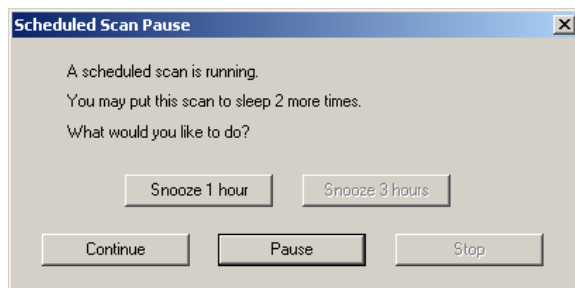 Scheduled Scan Pause
A scheduled scan is running.
You may put this scan to sleep 2 more times.
What would you like to do?
Snooze 1 hour
Snooze 3 hours
Continue
Pause
Stop